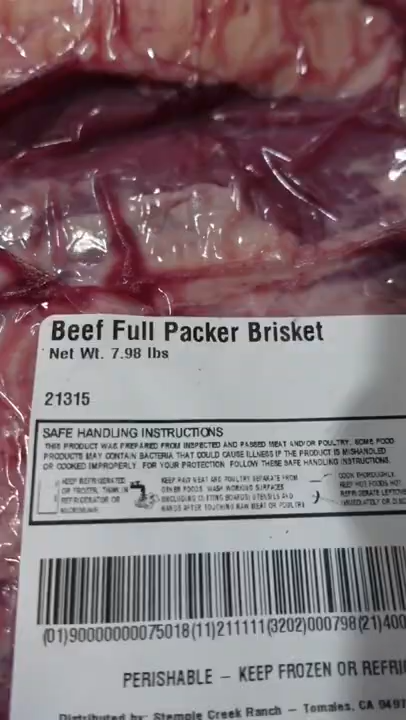 Beef Full Packer Brisket
Net Wt. 7.98 lbs
21315
SAFE HANDLING INSTRUCTIONS
THIS PRODUCT WAS PREPARED FROM INSPECTED AND PASSED MEAT AND/OR POULTRY. SOME FOOD
PRODUCTS MAY CONTAIN BACTERIA THAT COULD CAUSE ILLNESS IF THE PRODUCT IS MISHANDLED
OR COOKED IMPROPERLY. FOR YOUR PROTECTION FOLLOW THESE SAFE HANDLING INSTRUCTIONS.
KEEP REFRIGERATED
OR FROZEN. THAW IN
REFRIGERATOR OR
MICROWAVE.
KEEP RAW MEAT AND POULTRY SEPARATE FROM
OTHER FOODS. WASH WORKING SURFACES
(INCLUDING CUTTING BOARDS) UTENSILS AND
HANDS AFTER TOUCHING RAW MEAT OR POULTRY
COOK THOROUGHLY.
KEEP HOT FOODS HOT
REFRIGERATE LEFTOVE
IMMEDIATELY OR DISC
(01)90000000075018(11)211111(3202)000798(21)400
PERISHABLE – KEEP FROZEN OR REFRI
Distributed by: Stemple Creek Ranch – Tomales, CA 9497